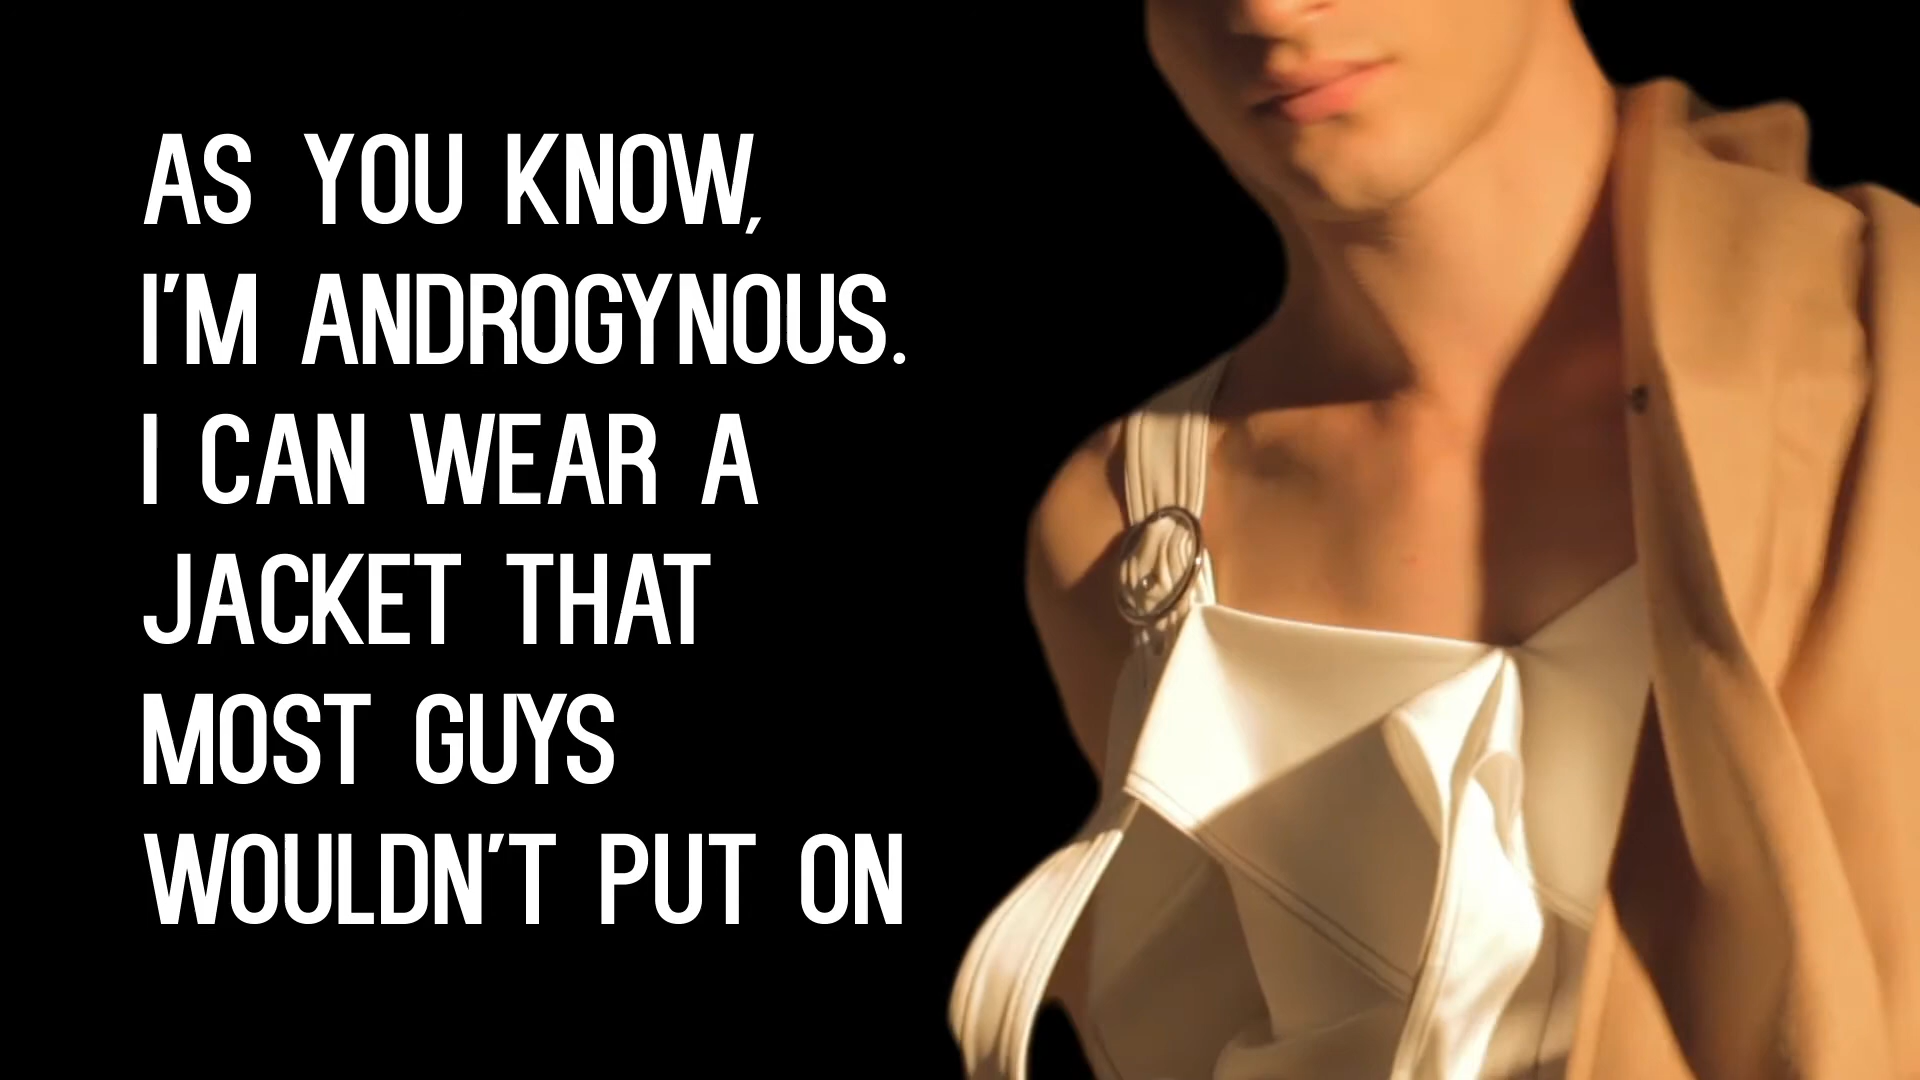 AS YOU KNOW,
I'M ANDROGYNOUS.
I CAN WEAR A
JACKET THAT
MOST GUYS
WOULDN'T PUT ON